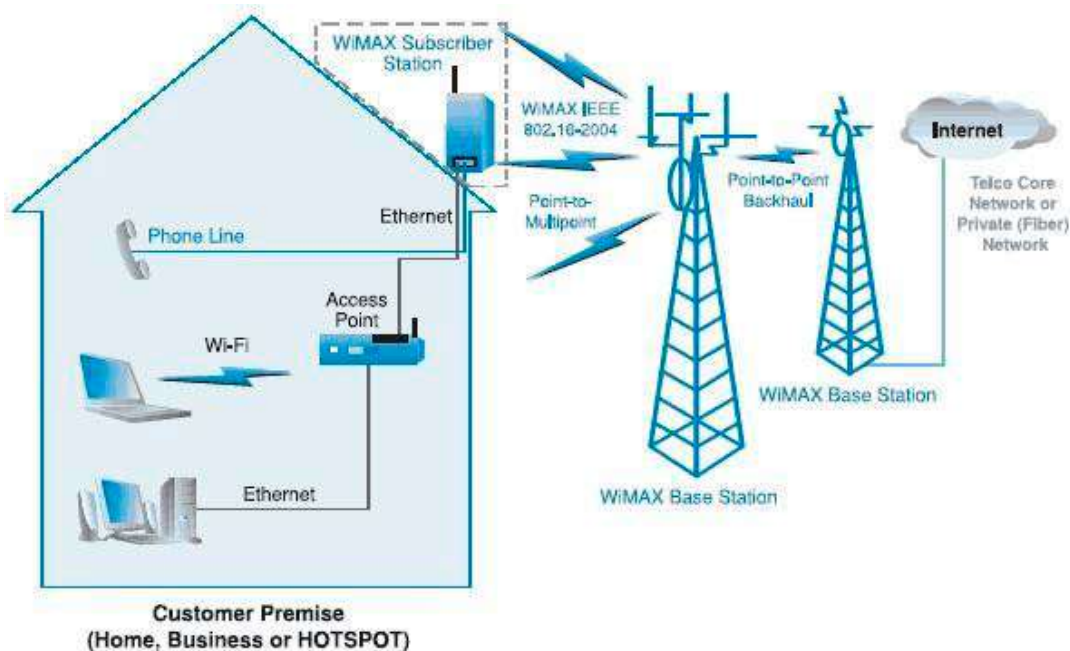 WiMAX Subscriber
Station
WiMAX IEEE
802.16-2004
Internet
Ethernet
Point-to-
Multipoint
Point-to-Point
Backhaul
Telco Core
Network or
Private (Fiber)
Network
Phone Line
Access
Point
Wi-Fi
WiMAX Base Station
Ethernet
WiMAX Base Station
Customer Premise
(Home, Business or HOTSPOT)